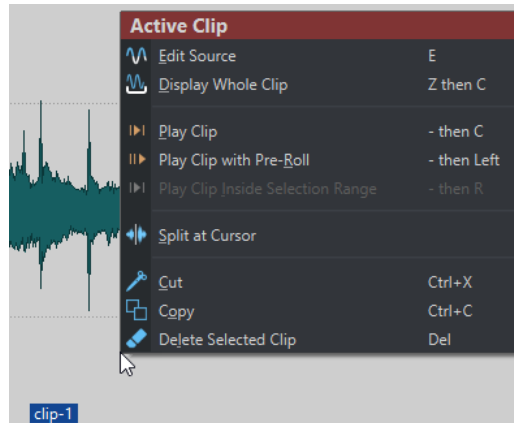 Active Clip
Edit Source E
Display Whole Clip Z then C
Play Clip - then C
Play Clip with Pre-Roll - then Left
Play Clip Inside Selection Range - then R
Split at Cursor
Cut Ctrl+X
Copy Ctrl+C
Delete Selected Clip Del
clip-1